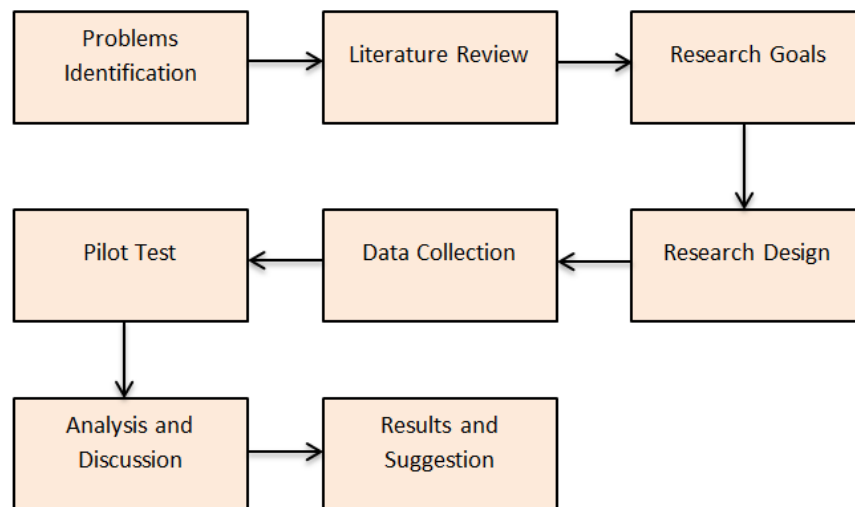 Problems
Identification
Literature Review
Research Goals
Research Design
Data Collection
Pilot Test
Analysis and
Discussion
Results and
Suggestion